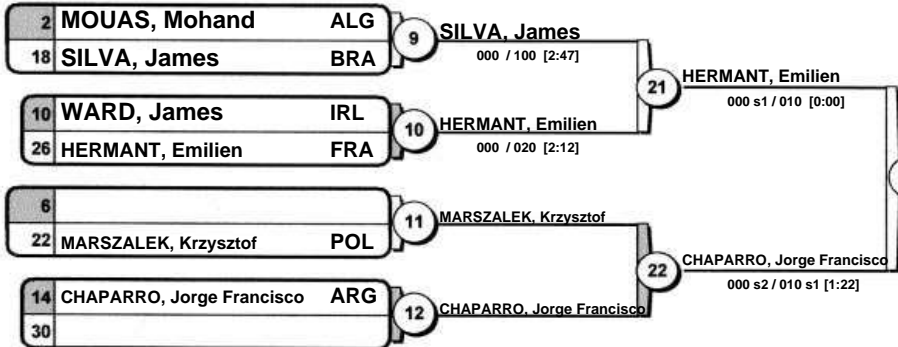 2 MOUAS, Mohand ALG
18 SILVA, James BRA
9
SILVA, James
000 / 100 [2:47]
10 WARD, James IRL
26 HERMANT, Emilien FRA
10
HERMANT, Emilien
000 / 020 [2:12]
21
HERMANT, Emilien
000 s1 / 010 [0:00]
6
22 MARSZALEK, Krzysztof POL
11
MARSZALEK, Krzysztof
14 CHAPARRO, Jorge Francisco ARG
30
12
CHAPARRO, Jorge Francisco
22
CHAPARRO, Jorge Francisco
000 s2 / 010 s1 [1:22]